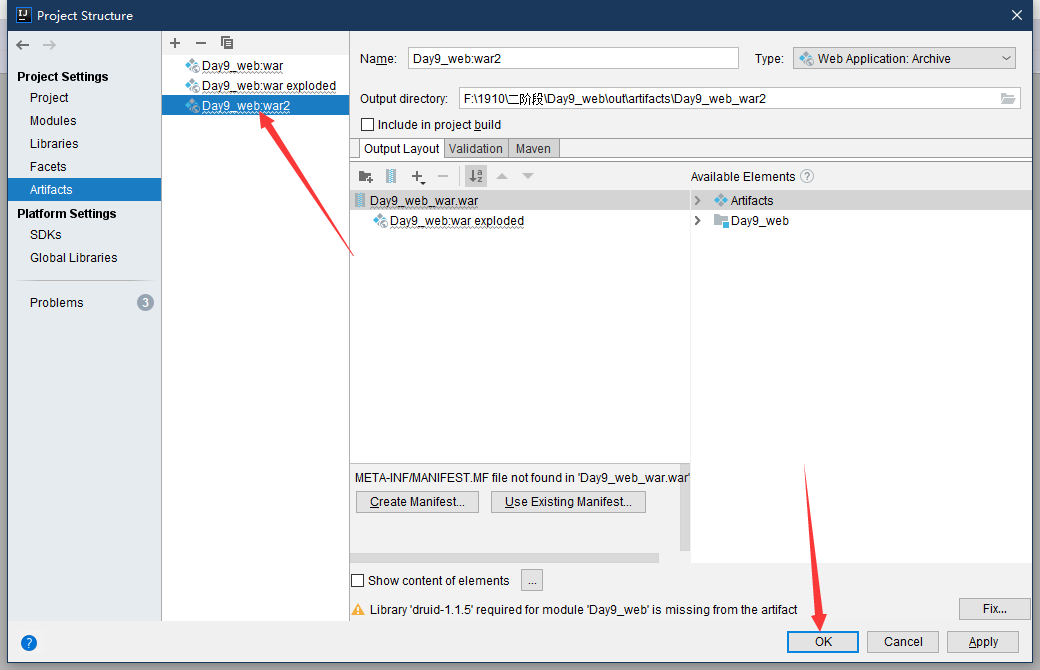 Project Structure
Project Settings
Project
Modules
Libraries
Facets
Artifacts
Platform Settings
SDKs
Global Libraries
Problems
3
Day9_web:war
Day9_web:war exploded
Day9_web:war2
Name: Day9_web:war2
Type: Web Application: Archive
Output directory: F:\1910\二阶段\Day9_web\out\artifacts\Day9_web_war2
Include in project build
Output Layout Validation Maven
Available Elements ?
Day9_web_war.war
Day9_web:war exploded
Artifacts
Day9_web
META-INF/MANIFEST.MF file not found in 'Day9_web_war.war'
Create Manifest... Use Existing Manifest...
Show content of elements ...
Library 'druid-1.1.5' required for module 'Day9_web' is missing from the artifact
Fix...
? OK Cancel Apply